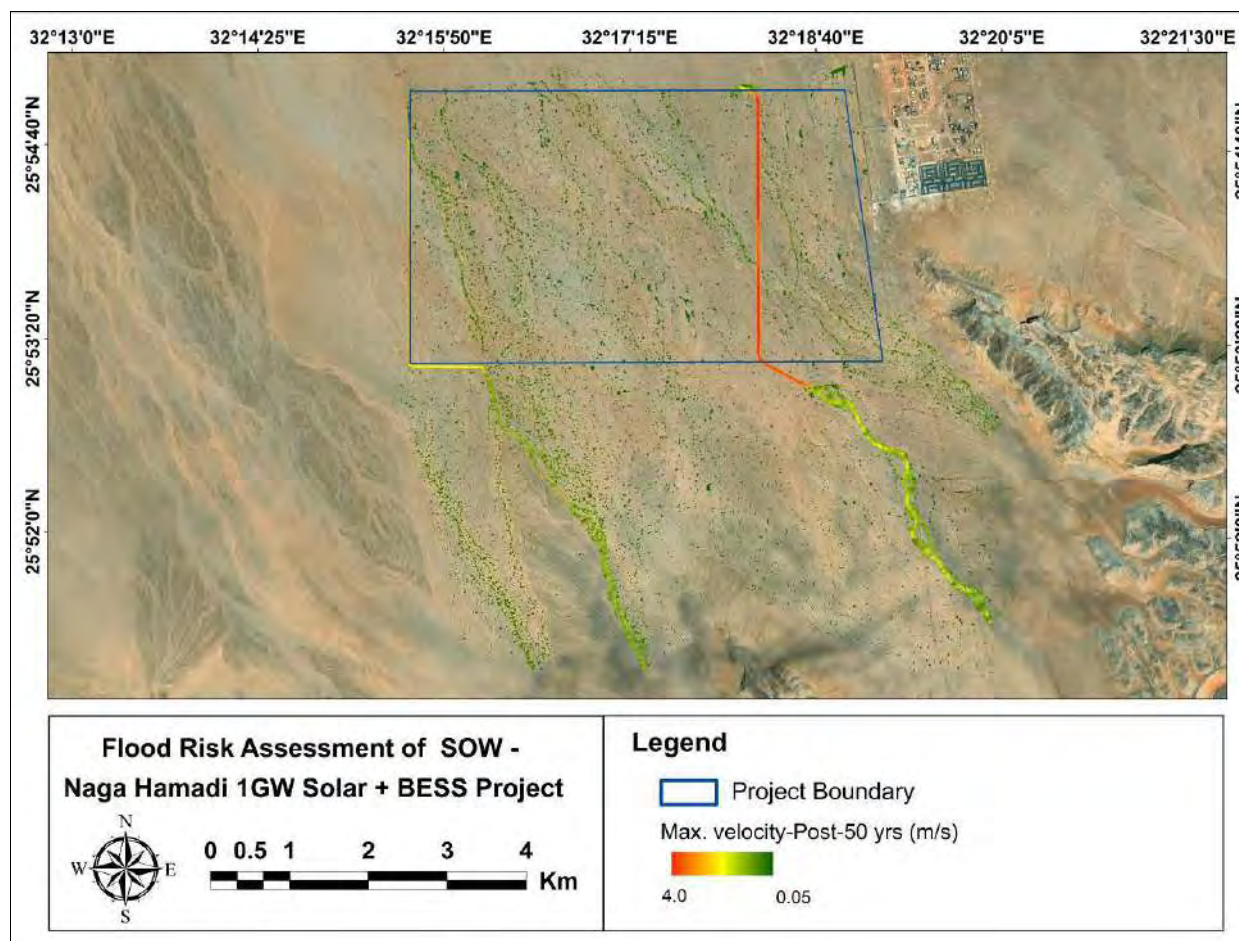 32°13'0"E 32°14'25"E 32°15'50"E 32°17'15"E 32°18'40"E 32°20'5"E 32°21'30"E
25°54'40"N
25°53'20"N
25°52'0"N
Flood Risk Assessment of SOW -
Naga Hamadi 1GW Solar + BESS Project
N
W E
S
0 0.5 1 2 3 4
Km
Legend
Project Boundary
Max. velocity-Post-50 yrs (m/s)
4.0 0.05